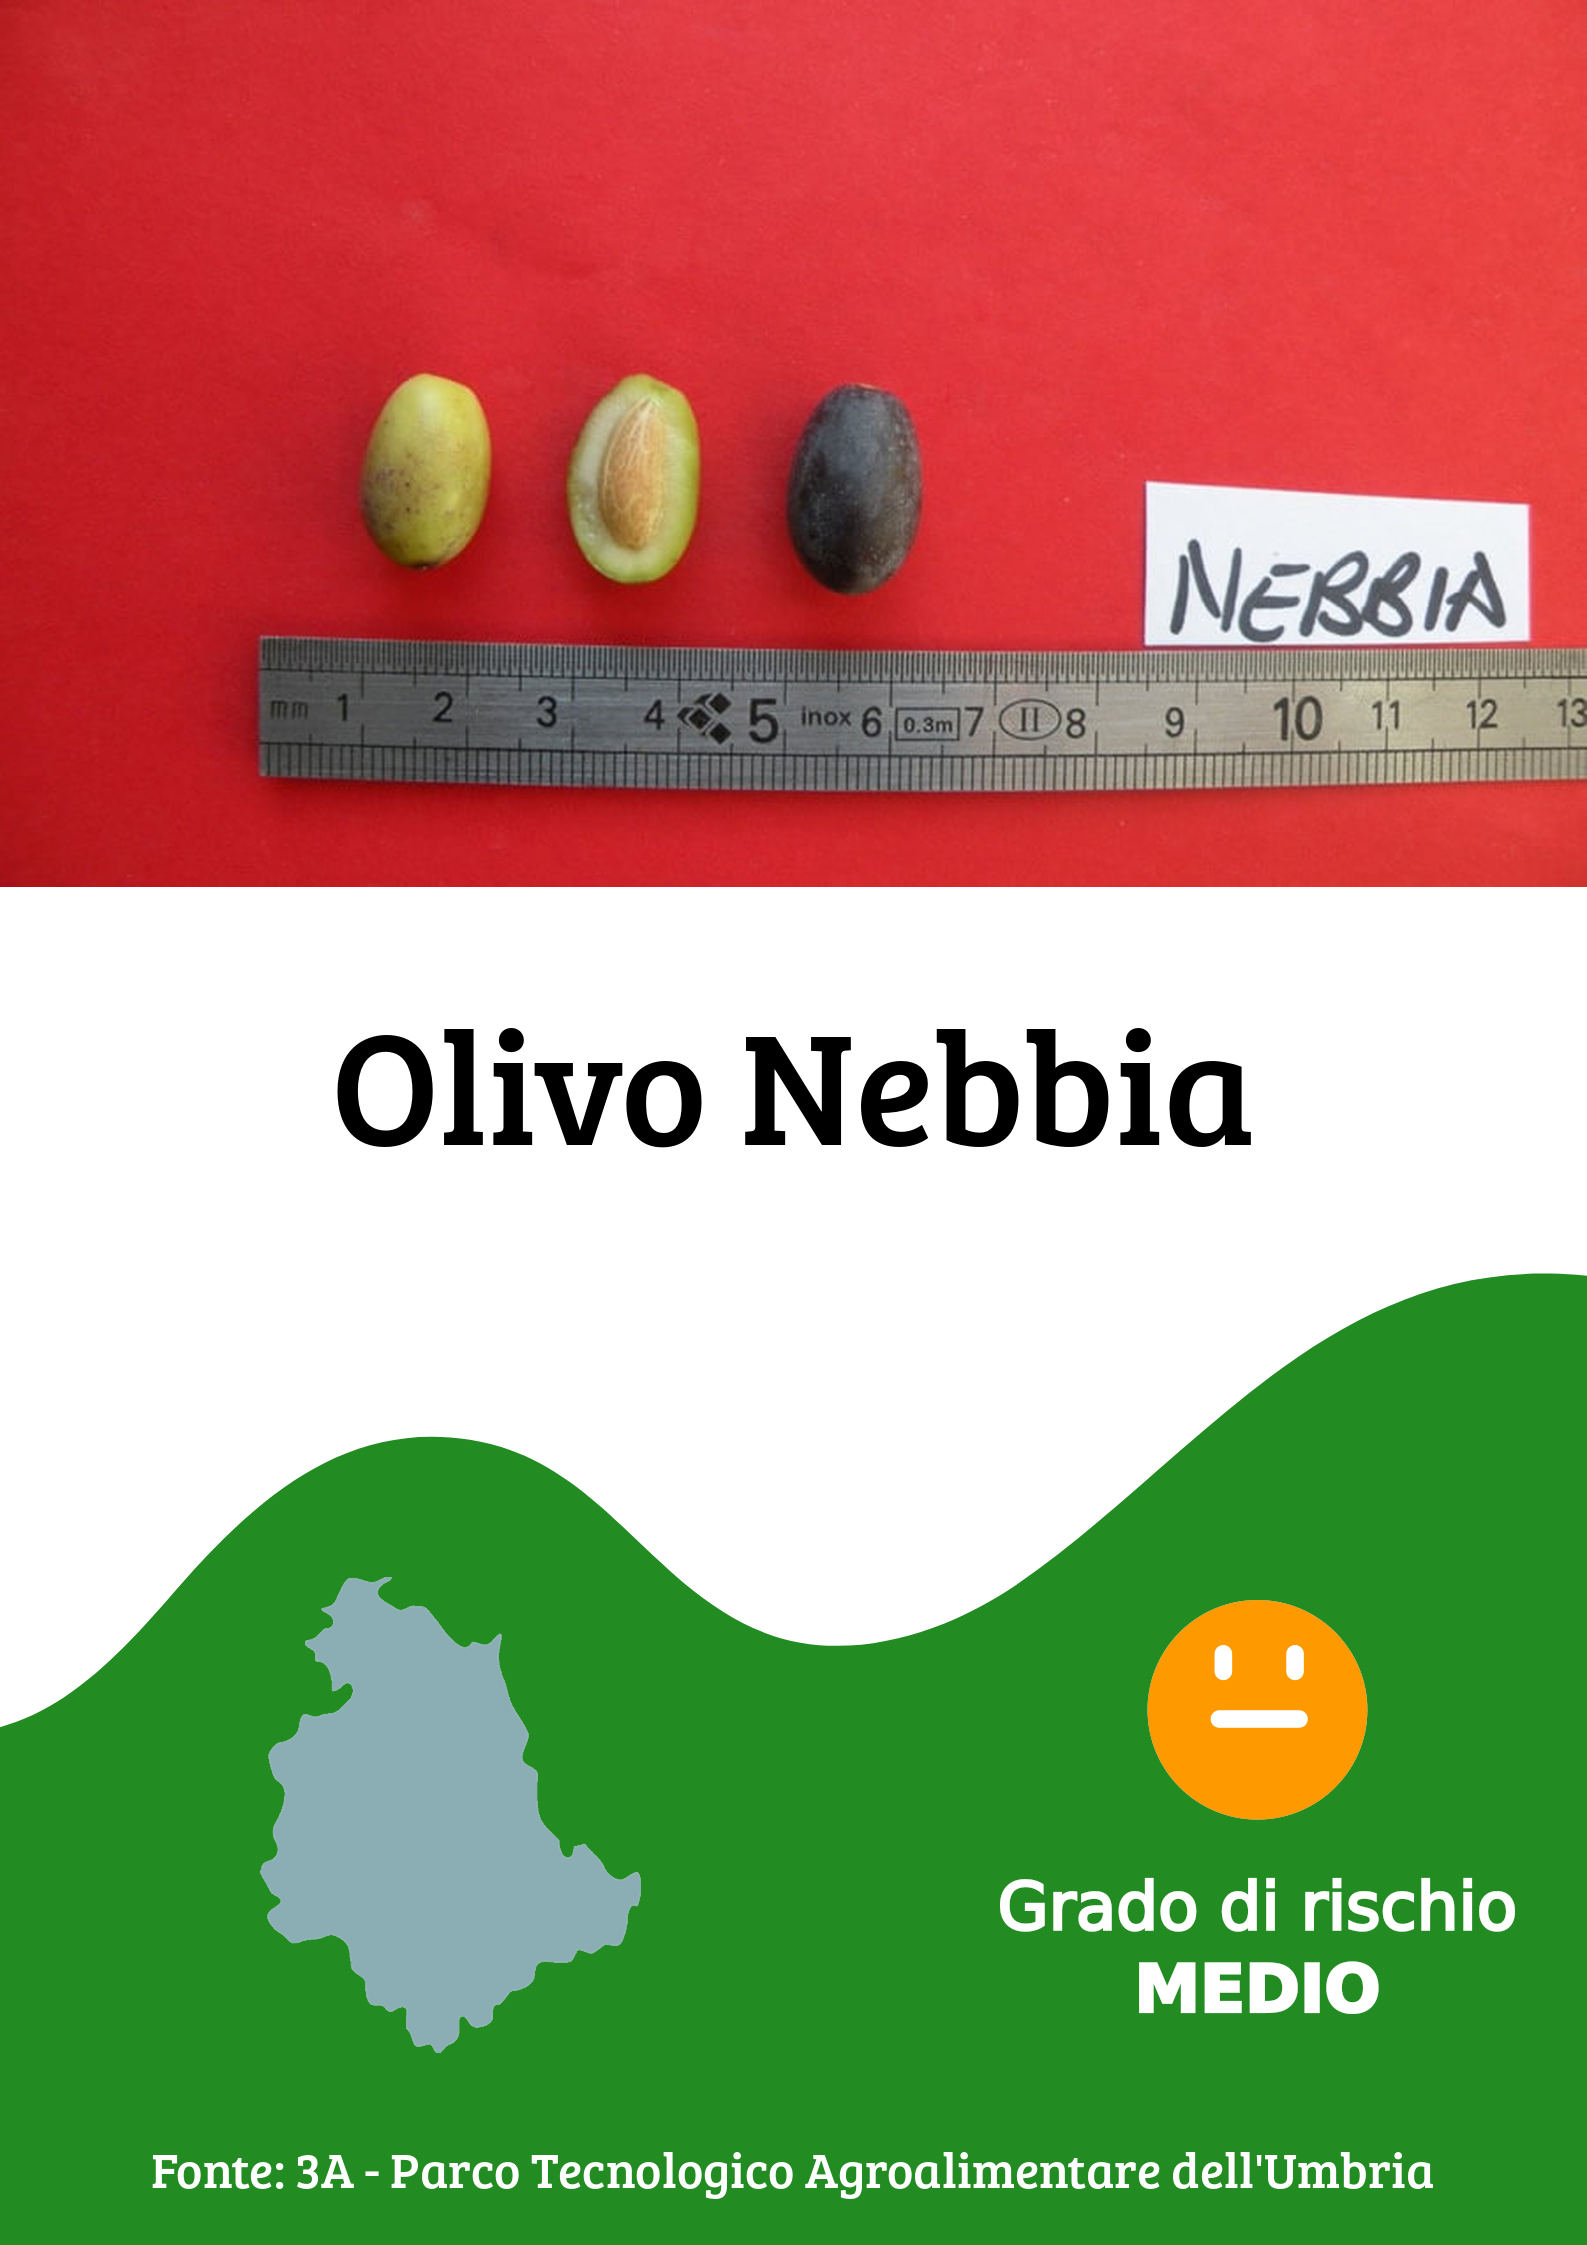 NEBBIA
mm 1 2 3 4 5 inox 6 0.3m 7 II 8 9 10 11 12 13
Olivo Nebbia
Grado di rischio
MEDIO
Fonte: 3A - Parco Tecnologico Agroalimentare dell'Umbria